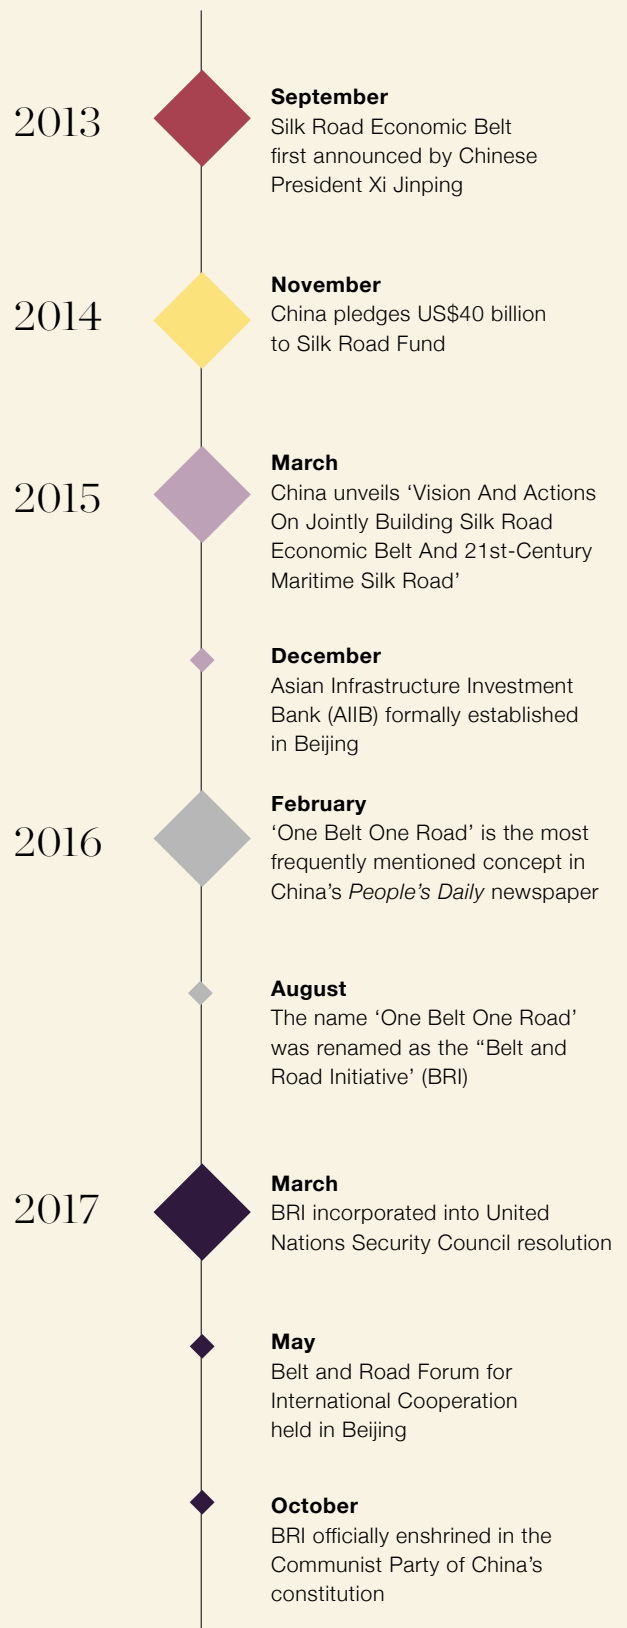 2013
September
Silk Road Economic Belt
first announced by Chinese
President Xi Jinping
2014
November
China pledges US$40 billion
to Silk Road Fund
2015
March
China unveils ‘Vision And Actions
On Jointly Building Silk Road
Economic Belt And 21st-Century
Maritime Silk Road’
December
Asian Infrastructure Investment
Bank (AIIB) formally established
in Beijing
2016
February
‘One Belt One Road’ is the most
frequently mentioned concept in
China’s People’s Daily newspaper
August
The name ‘One Belt One Road’
was renamed as the “Belt and
Road Initiative’ (BRI)
2017
March
BRI incorporated into United
Nations Security Council resolution
May
Belt and Road Forum for
International Cooperation
held in Beijing
October
BRI officially enshrined in the
Communist Party of China’s
constitution